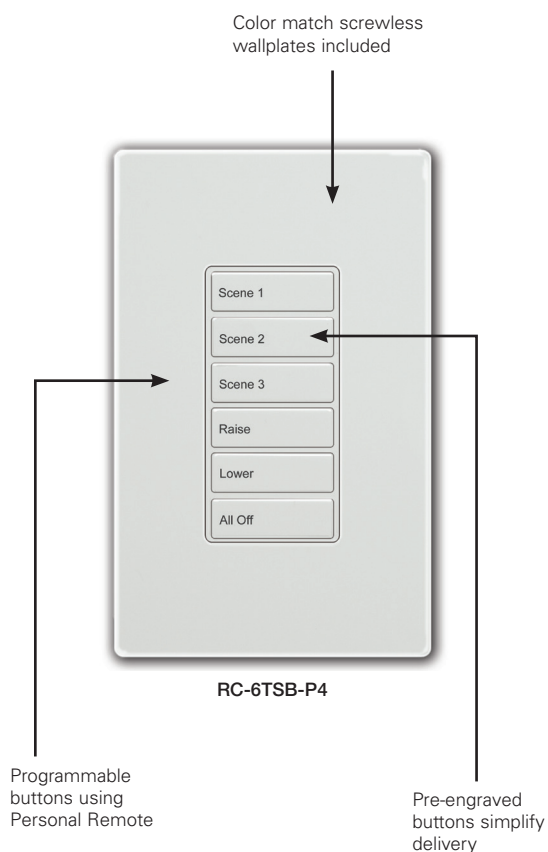 Color match screwless
wallplates included
Scene 1
Scene 2
Scene 3
Raise
Lower
All Off
RC-6TSB-P4
Programmable
buttons using
Personal Remote
Pre-engraved
buttons simplify
delivery